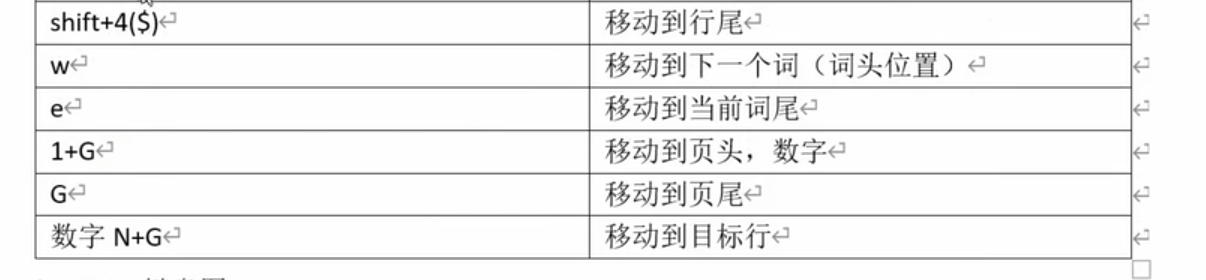 shift+4($) 移动到行尾
w 移动到下一个词（词头位置）
e 移动到当前词尾
1+G 移动到页头，数字
G 移动到页尾
数字 N+G 移动到目标行